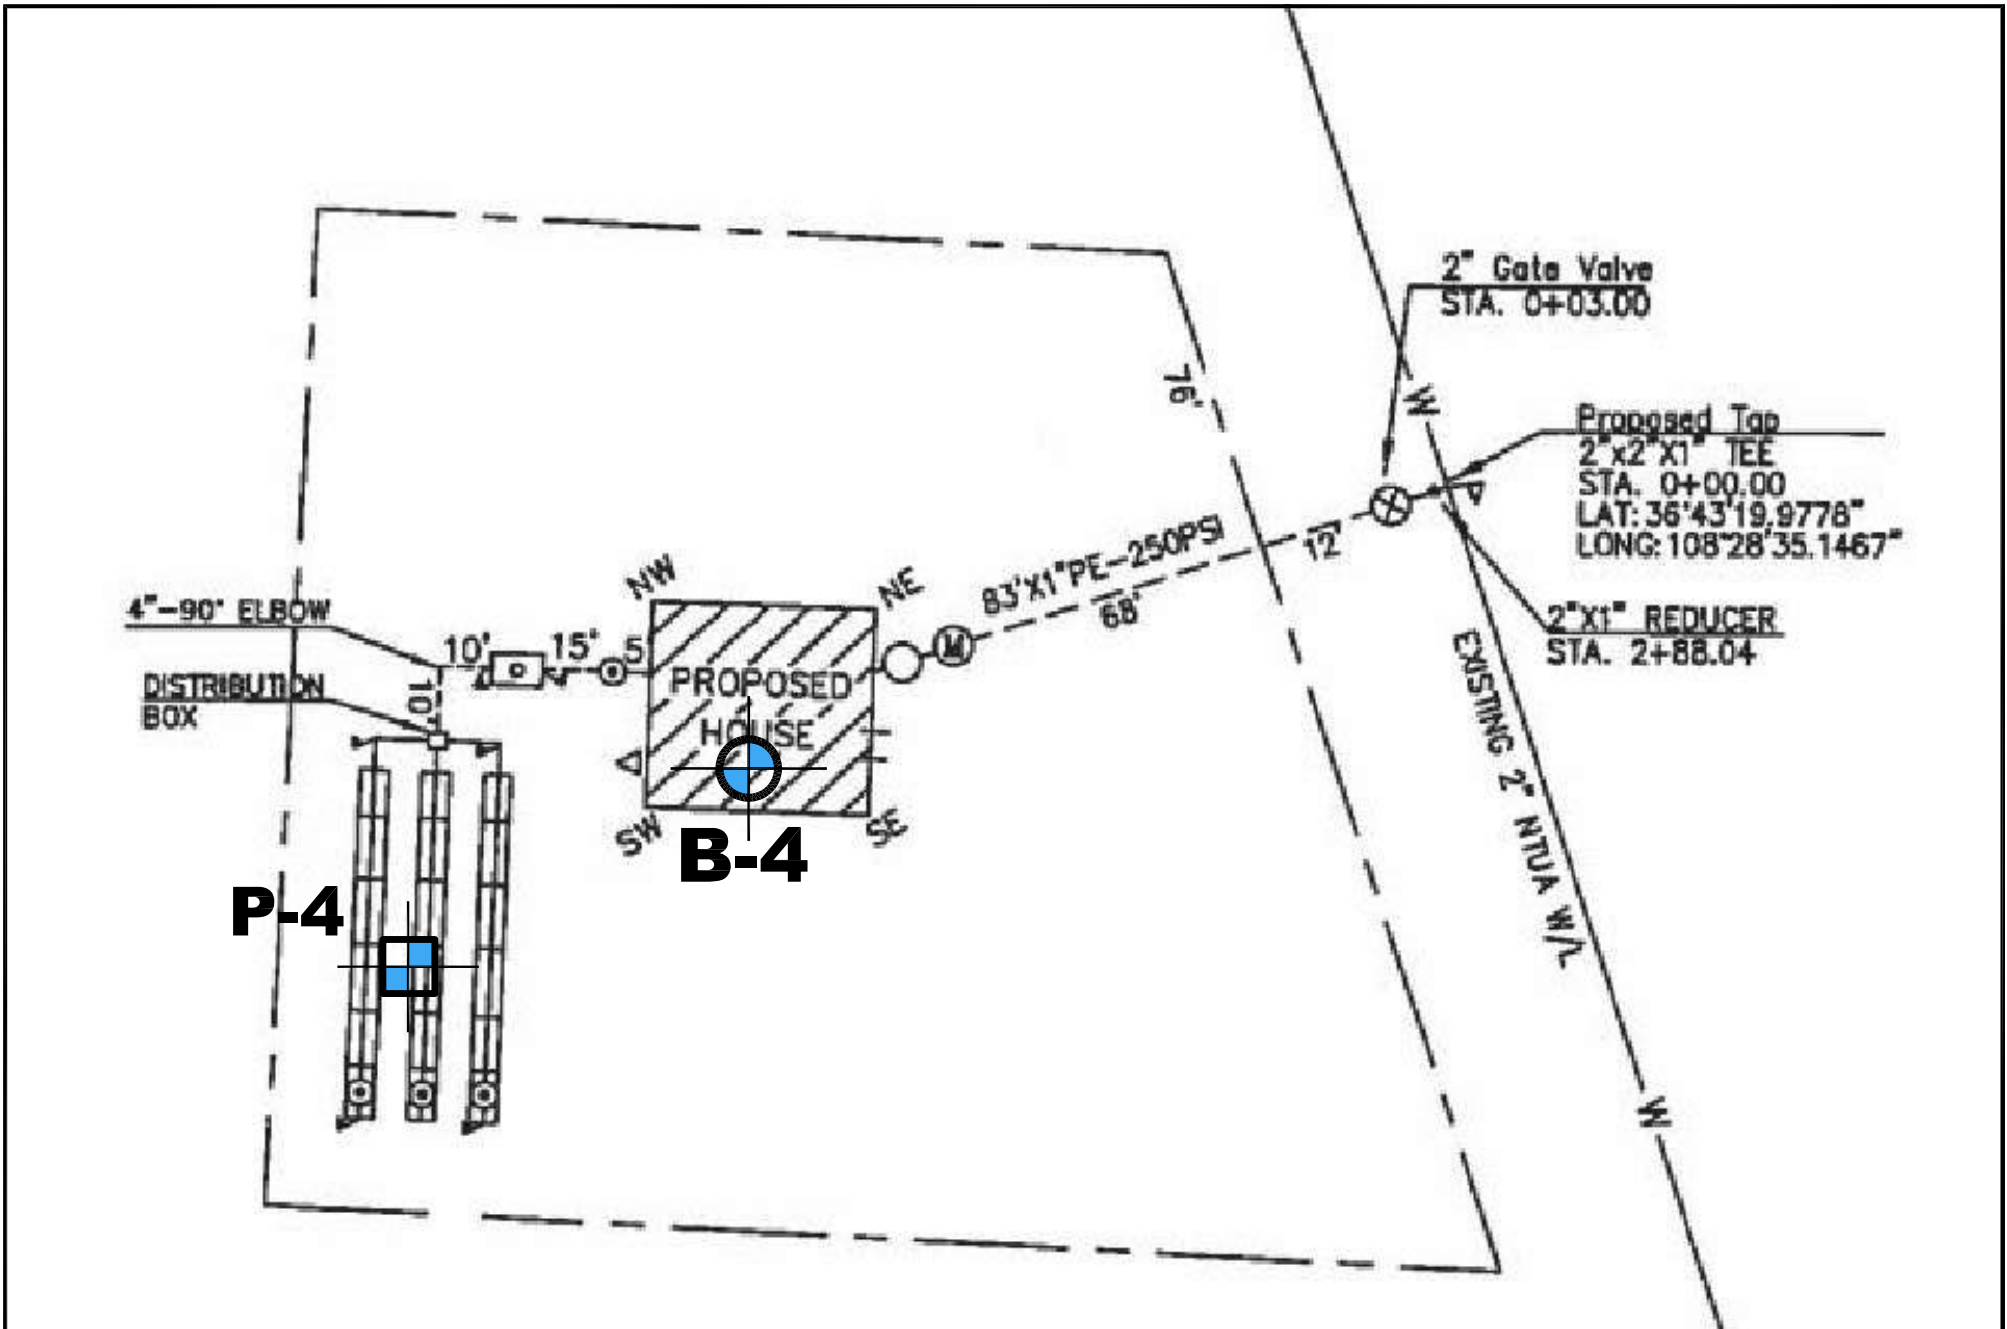 2" Gate Valve
STA. 0+03.00
76'
W
Proposed Tap
2"x2"X1" TEE
STA. 0+00.00
LAT: 36°43'19.9778"
LONG: 108°28'35.1467"
83'X1"PE-250PSI
68'
12'
NW
NE
4"-90° ELBOW
10'
15'
5'
M
2"X1" REDUCER
STA. 2+88.04
PROPOSED
HOUSE
DISTRIBUTION
BOX
10'
EXISTING 2" NTUA W/L
SW
SE
B-4
P-4
W